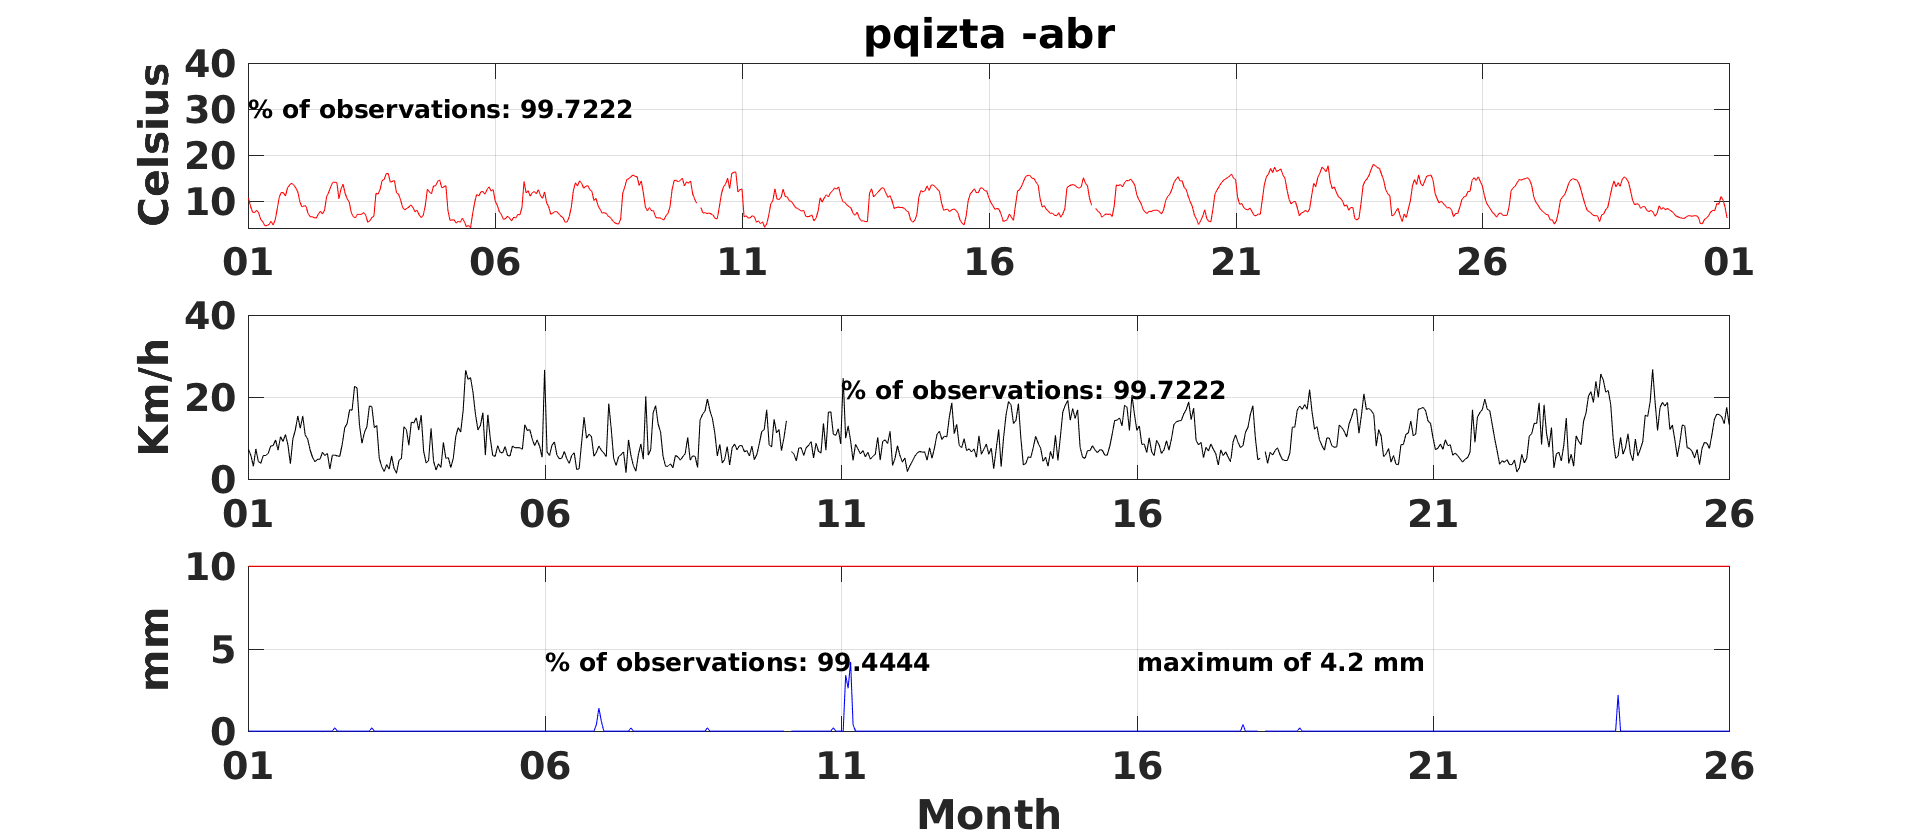 pqizta -abr
Celsius
40
30
20
10
% of observations: 99.7222
01 06 11 16 21 26 01
Km/h
40
20
0
% of observations: 99.7222
01 06 11 16 21 26
mm
10
5
0
% of observations: 99.4444
maximum of 4.2 mm
01 06 11 16 21 26
Month